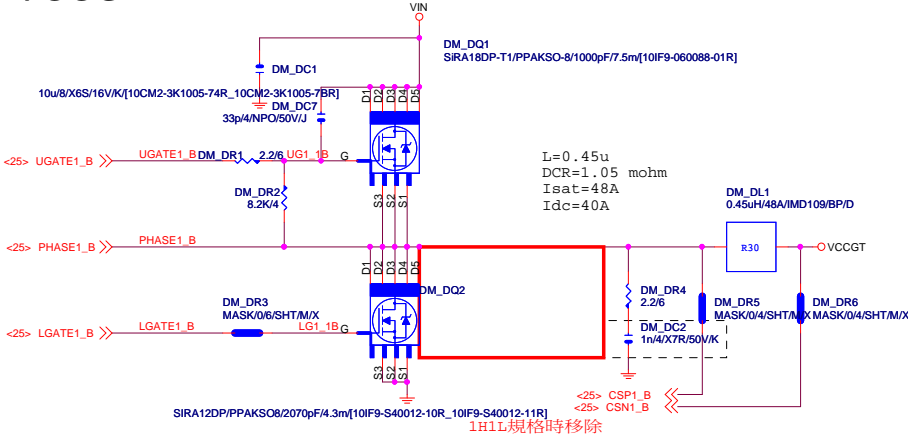 VIN
DM_DQ1
SiRA18DP-T1/PPAKSO-8/1000pF/7.5m/[10IF9-060088-01R]
DM_DC1
10u/8/X6S/16V/K/[10CM2-3K1005-74R_10CM2-3K1005-7BR]
DM_DC7
33p/4/NPO/50V/J
D1
D2
D3
D4
D5
<25> UGATE1_B
UGATE1_B
DM_DR1
2.2/6
UG1_1B
G
S3
S2
S1
DM_DR2
8.2K/4
L=0.45u
DCR=1.05 mohm
Isat=48A
Idc=40A
DM_DL1
0.45uH/48A/IMD109/BP/D
R30
VCCGT
<25> PHASE1_B
PHASE1_B
D1
D2
D3
D4
D5
DM_DQ2
DM_DR4
2.2/6
DM_DR5
MASK/0/4/SHT/M/X
DM_DR6
MASK/0/4/SHT/M/X
DM_DR3
MASK/0/6/SHT/M/X
<25> LGATE1_B
LGATE1_B
LG1_1B
G
DM_DC2
1n/4/X7R/50V/K
S3
S2
S1
<25> CSP1_B
<25> CSN1_B
SIRA12DP/PPAKSO8/2070pF/4.3m/[10IF9-S40012-10R_10IF9-S40012-11R]
1H1L規格時移除